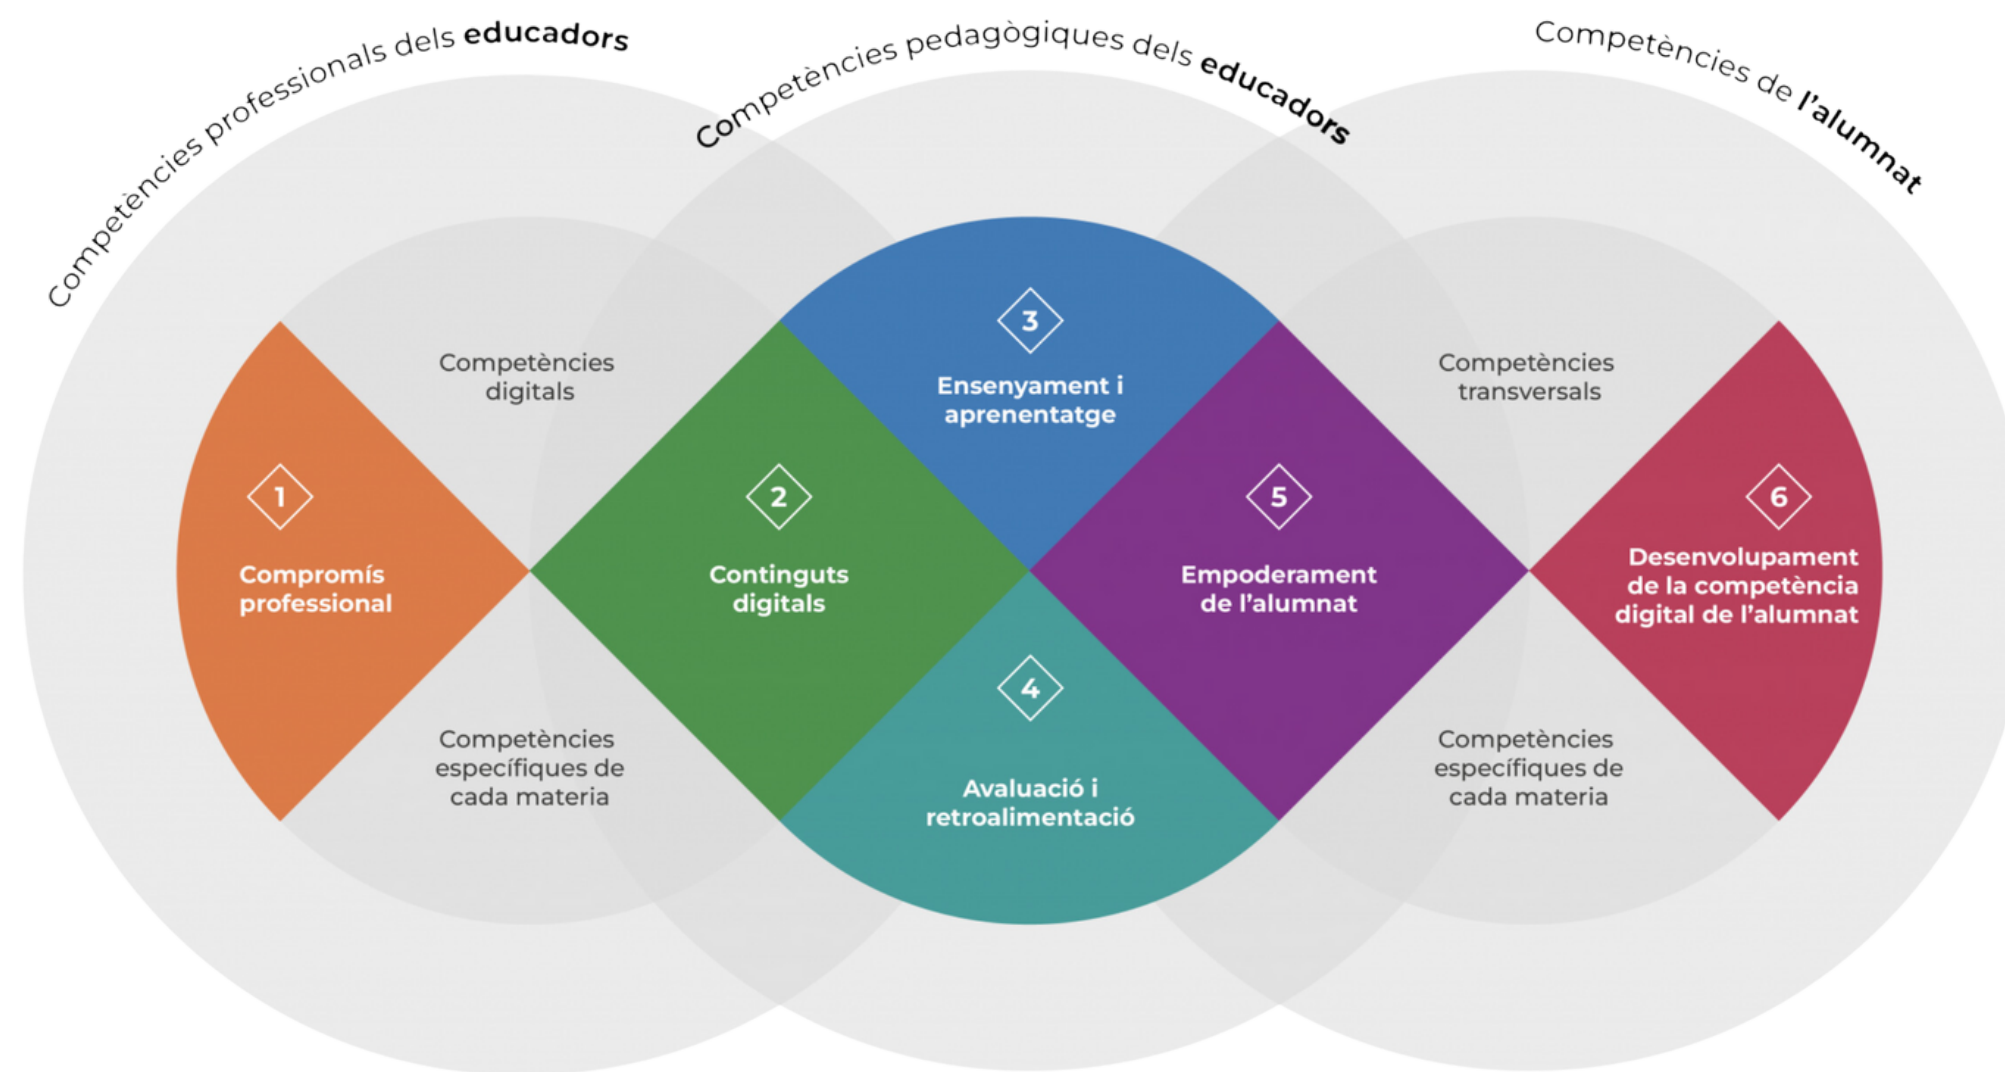 Competències professionals dels educadors
Competències pedagògiques dels educadors
Competències de l'alumnat
Competències
digitals
3
Ensenyament i
aprenentatge
Competències
transversals
1
Compromís
professional
2
Continguts
digitals
5
Empoderament
de l'alumnat
6
Desenvolupament
de la competència
digital de l'alumnat
Competències
específiques de
cada materia
4
Avaluació i
retroalimentació
Competències
específiques de
cada materia